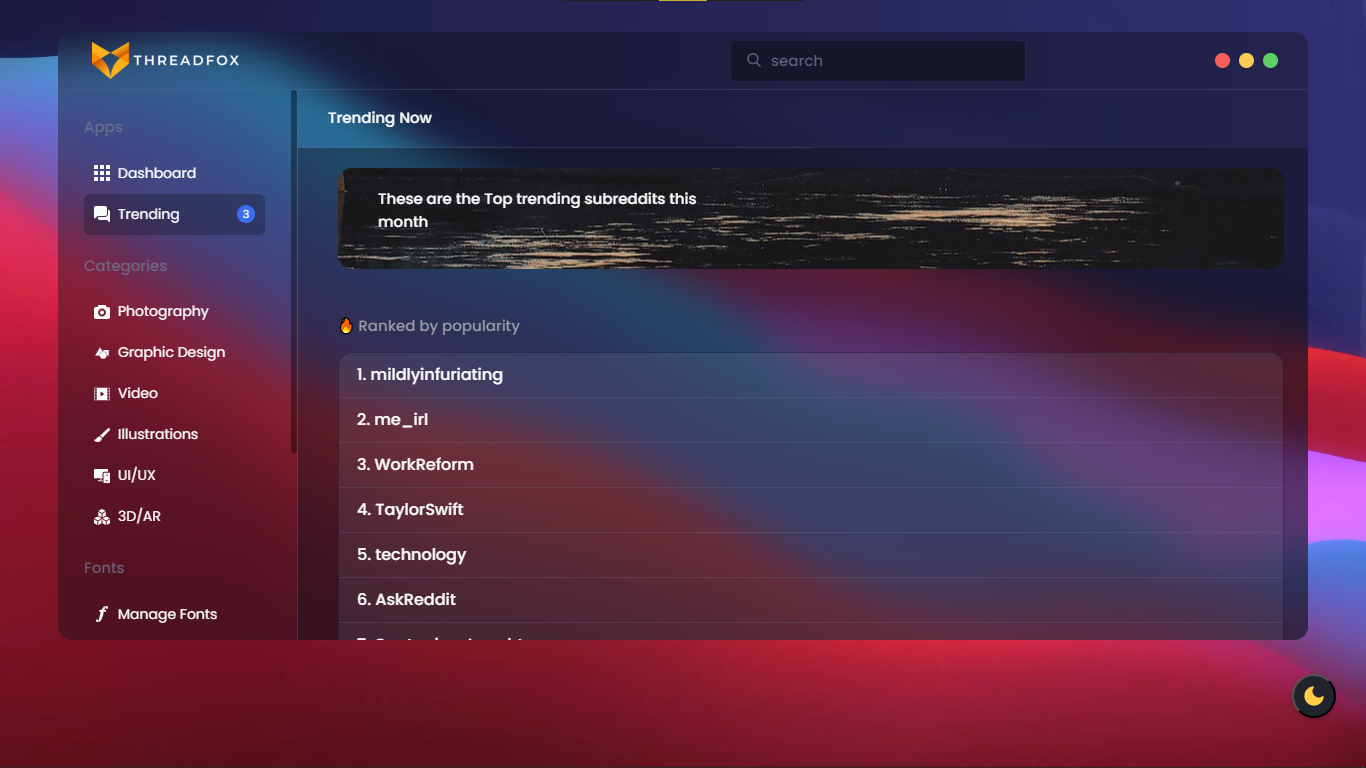 THREADFOX
search
Apps
Dashboard
Trending 3
Categories
Photography
Graphic Design
Video
Illustrations
UI/UX
3D/AR
Fonts
Manage Fonts
Trending Now
These are the Top trending subreddits this
month
🔥 Ranked by popularity
1. mildlyinfuriating
2. me_irl
3. WorkReform
4. TaylorSwift
5. technology
6. AskReddit